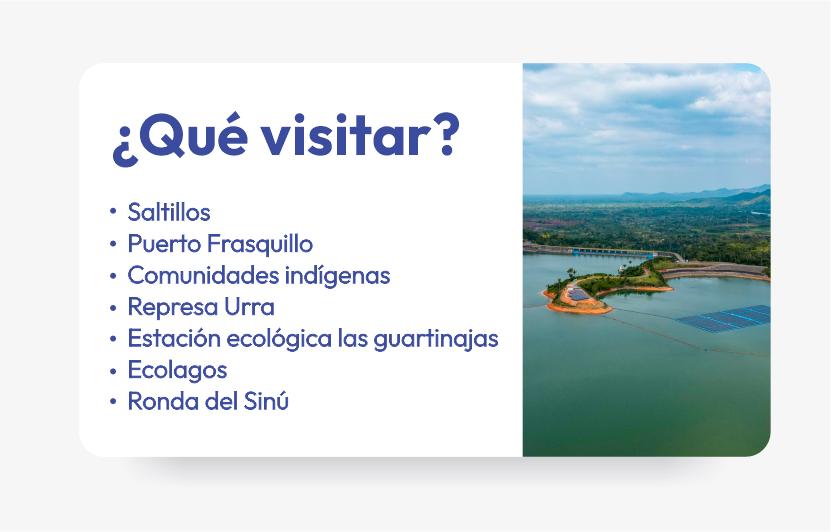 ¿Qué visitar?
• Saltillos
• Puerto Frasquillo
• Comunidades indígenas
• Represa Urra
• Estación ecológica las guartinajas
• Ecolagos
• Ronda del Sinú